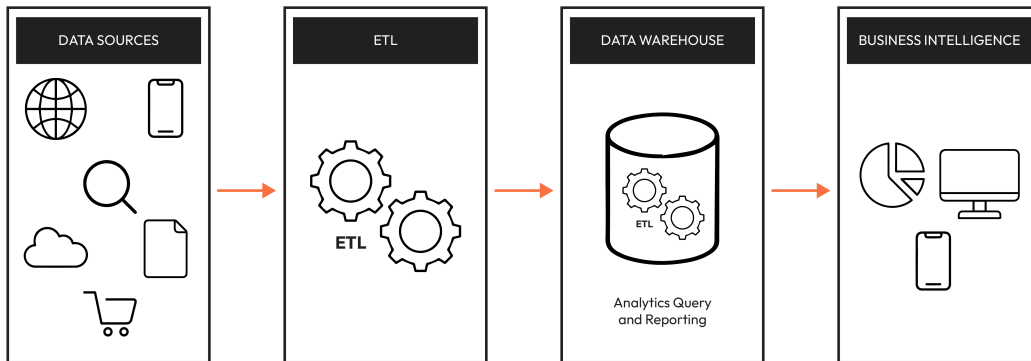 DATA SOURCES
ETL
DATA WAREHOUSE
BUSINESS INTELLIGENCE
ETL
ETL
Analytics Query
and Reporting